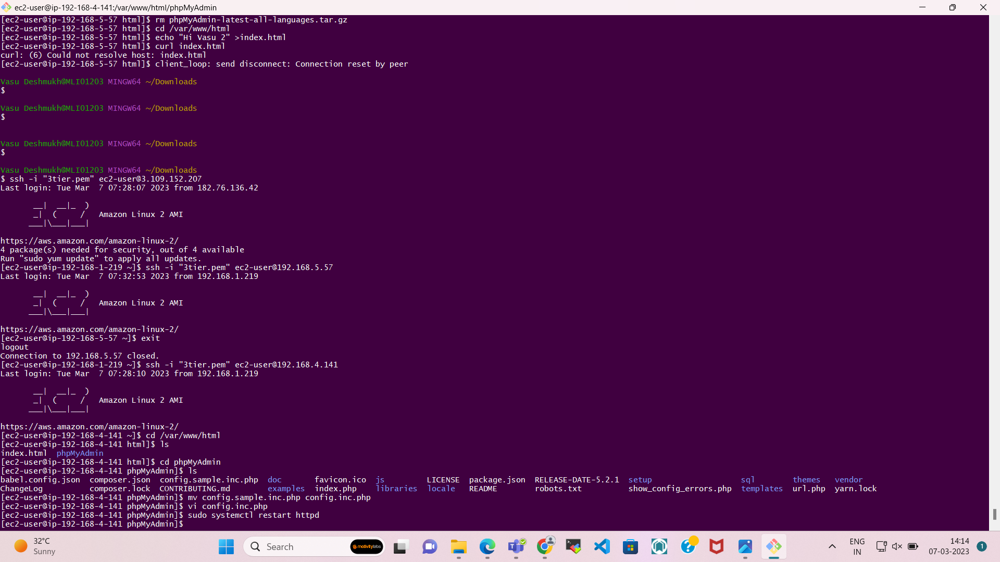 ec2-user@ip-192-168-4-141:/var/www/html/phpMyAdmin
[ec2-user@ip-192-168-5-57 html]$ rm phpMyAdmin-latest-all-languages.tar.gz
[ec2-user@ip-192-168-5-57 html]$ cd /var/www/html
[ec2-user@ip-192-168-5-57 html]$ echo "Hi Vasu 2" >index.html
[ec2-user@ip-192-168-5-57 html]$ curl index.html
curl: (6) Could not resolve host: index.html
[ec2-user@ip-192-168-5-57 html]$ client_loop: send disconnect: Connection reset by peer
Vasu Deshmukh@MLI01203 MINGW64 ~/Downloads
$
Vasu Deshmukh@MLI01203 MINGW64 ~/Downloads
$
Vasu Deshmukh@MLI01203 MINGW64 ~/Downloads
$
Vasu Deshmukh@MLI01203 MINGW64 ~/Downloads
$ ssh -i "3tier.pem" ec2-user@3.109.152.207
Last login: Tue Mar  7 07:28:07 2023 from 182.76.136.42
       __|  __|_  )
       _|  (     /   Amazon Linux 2 AMI
      ___|\___|___|
https://aws.amazon.com/amazon-linux-2/
4 package(s) needed for security, out of 4 available
Run "sudo yum update" to apply all updates.
[ec2-user@ip-192-168-1-219 ~]$ ssh -i "3tier.pem" ec2-user@192.168.5.57
Last login: Tue Mar  7 07:32:53 2023 from 192.168.1.219
       __|  __|_  )
       _|  (     /   Amazon Linux 2 AMI
      ___|\___|___|
https://aws.amazon.com/amazon-linux-2/
[ec2-user@ip-192-168-5-57 ~]$ exit
logout
Connection to 192.168.5.57 closed.
[ec2-user@ip-192-168-1-219 ~]$ ssh -i "3tier.pem" ec2-user@192.168.4.141
Last login: Tue Mar  7 07:28:10 2023 from 192.168.1.219
       __|  __|_  )
       _|  (     /   Amazon Linux 2 AMI
      ___|\___|___|
https://aws.amazon.com/amazon-linux-2/
[ec2-user@ip-192-168-4-141 ~]$ cd /var/www/html
[ec2-user@ip-192-168-4-141 html]$ ls
index.html  phpMyAdmin
[ec2-user@ip-192-168-4-141 html]$ cd phpMyAdmin
[ec2-user@ip-192-168-4-141 phpMyAdmin]$ ls
babel.config.json  composer.json  config.sample.inc.php  doc       favicon.ico  js         LICENSE  package.json  RELEASE-DATE-5.2.1  setup                   sql        themes   vendor
ChangeLog          composer.lock  CONTRIBUTING.md        examples  index.php    libraries  locale   README        robots.txt          show_config_errors.php  templates  url.php  yarn.lock
[ec2-user@ip-192-168-4-141 phpMyAdmin]$ mv config.sample.inc.php config.inc.php
[ec2-user@ip-192-168-4-141 phpMyAdmin]$ vi config.inc.php
[ec2-user@ip-192-168-4-141 phpMyAdmin]$ sudo systemctl restart httpd
[ec2-user@ip-192-168-4-141 phpMyAdmin]$
32°C
Sunny
Search
motivitylabs
ENG
IN
14:14
07-03-2023
1